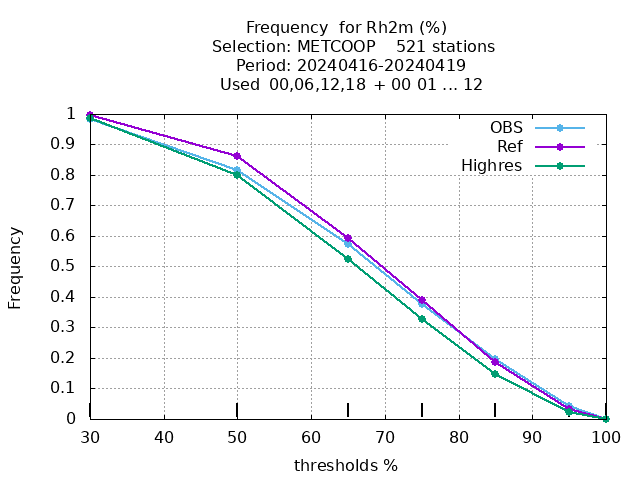 Frequency  for Rh2m (%)
Selection: METCOOP    521 stations
Period: 20240416-20240419
Used  00,06,12,18  + 00 01 ... 12
OBS
Ref
Highres
1
0.9
0.8
0.7
0.6
0.5
0.4
0.3
0.2
0.1
0
Frequency
30 40 50 60 70 80 90 100
thresholds %